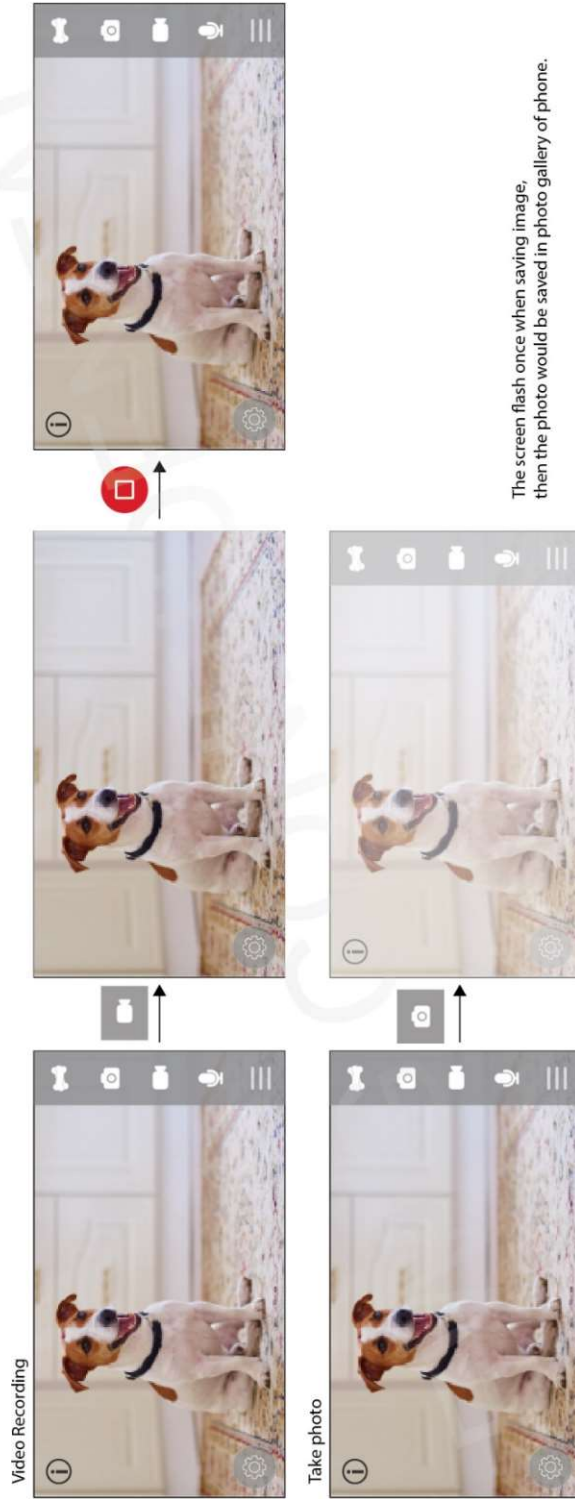 Video Recording
Take photo
The screen flash once when saving image,
then the photo would be saved in photo gallery of phone.